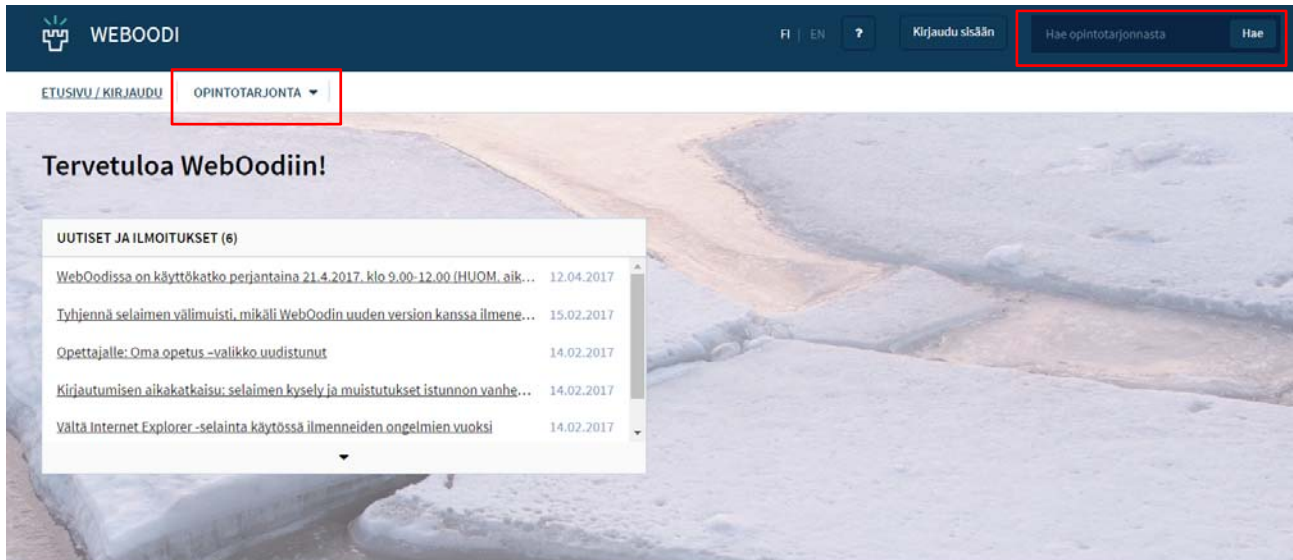 WEBOODI
FI | EN
?
Kirjaudu sisään
Hae opintotarjonnasta
Hae
ETUSIVU / KIRJAUDU
OPINTOTARJONTA
Tervetuloa WebOodiin!
UUTISET JA ILMOITUKSET (6)
WebOodissa on käyttökatko perjantaina 21.4.2017. klo 9.00-12.00 (HUOM. aik... 12.04.2017
Tyhjennä selaimen välimuisti, mikäli WebOodin uuden version kanssa ilmene... 15.02.2017
Opettajalle: Oma opetus –valikko uudistunut 14.02.2017
Kirjautumisen aikakatkaisu: selaimen kysely ja muistutukset istunnon vanhe... 14.02.2017
Vältä Internet Explorer -selainta käytössä ilmenneiden ongelmien vuoksi 14.02.2017